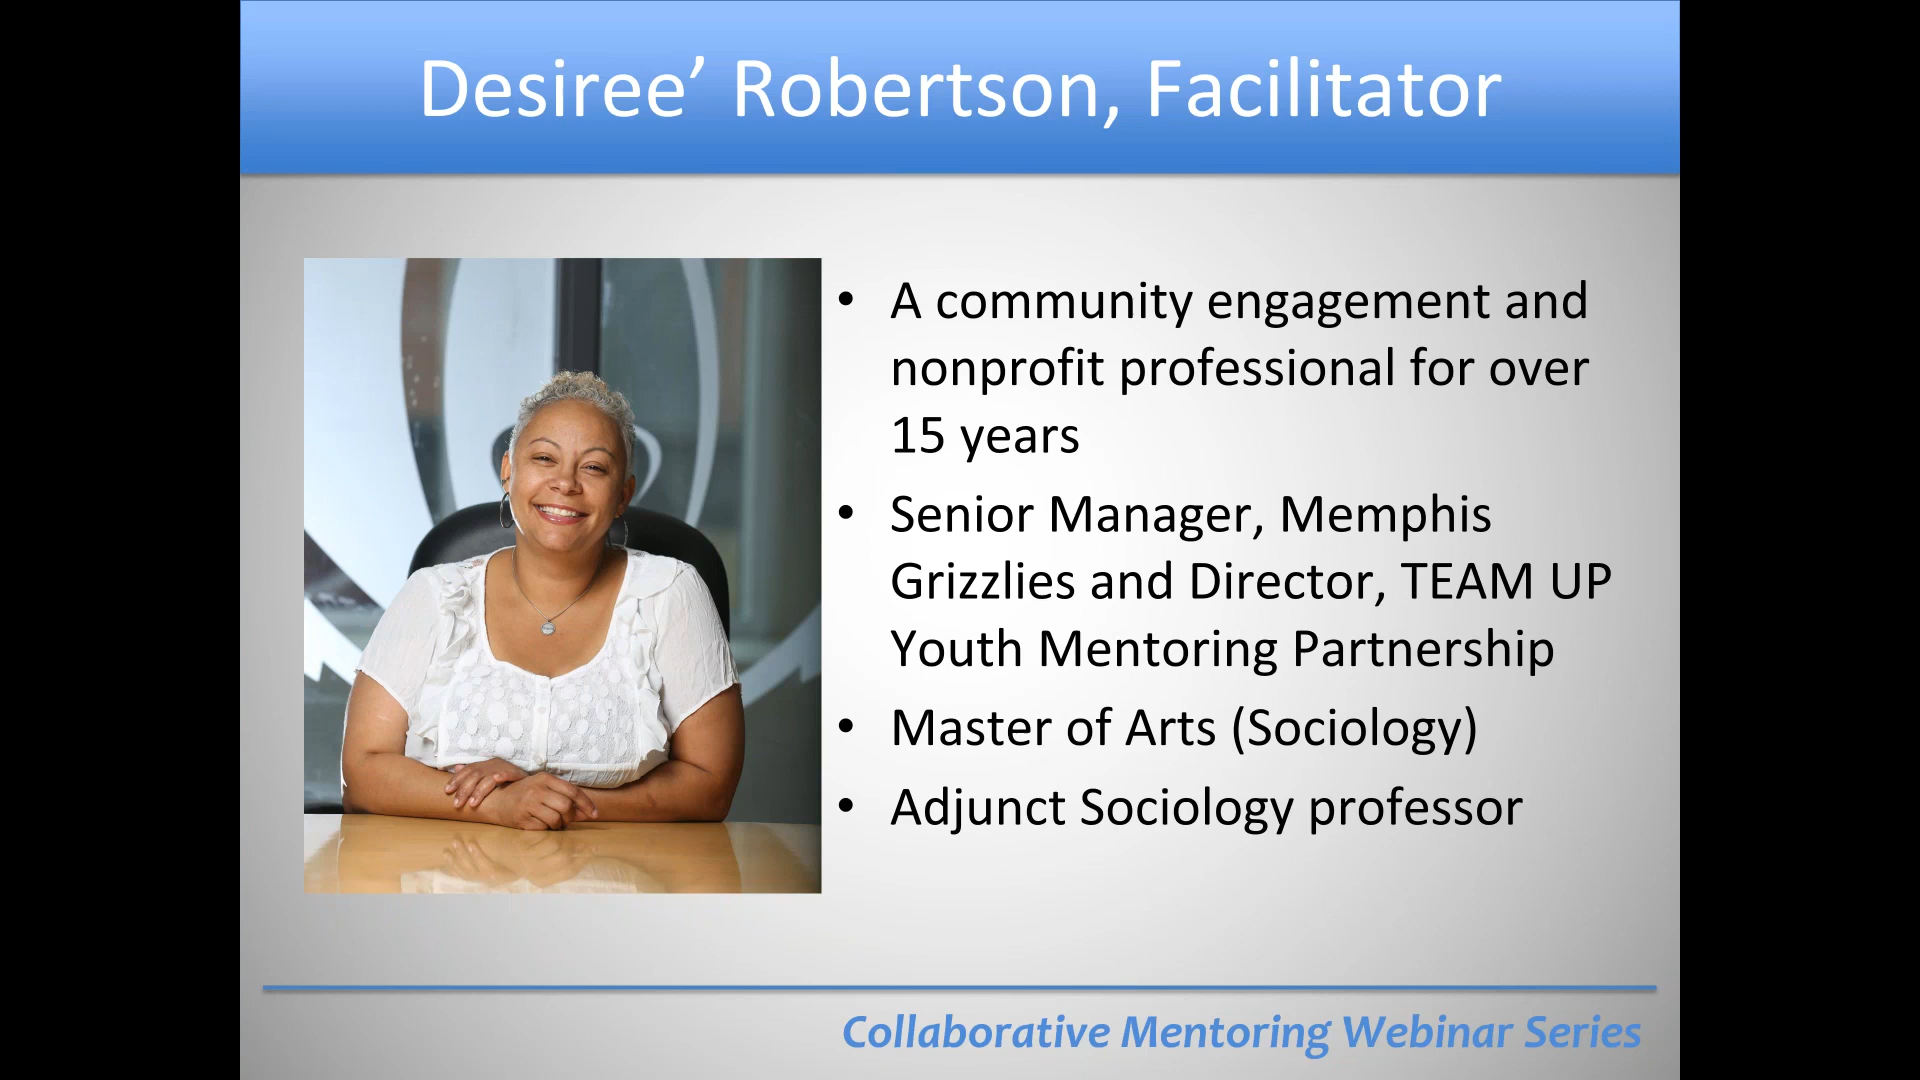 Desiree’ Robertson, Facilitator
• A community engagement and
nonprofit professional for over
15 years
• Senior Manager, Memphis
Grizzlies and Director, TEAM UP
Youth Mentoring Partnership
• Master of Arts (Sociology)
• Adjunct Sociology professor
Collaborative Mentoring Webinar Series